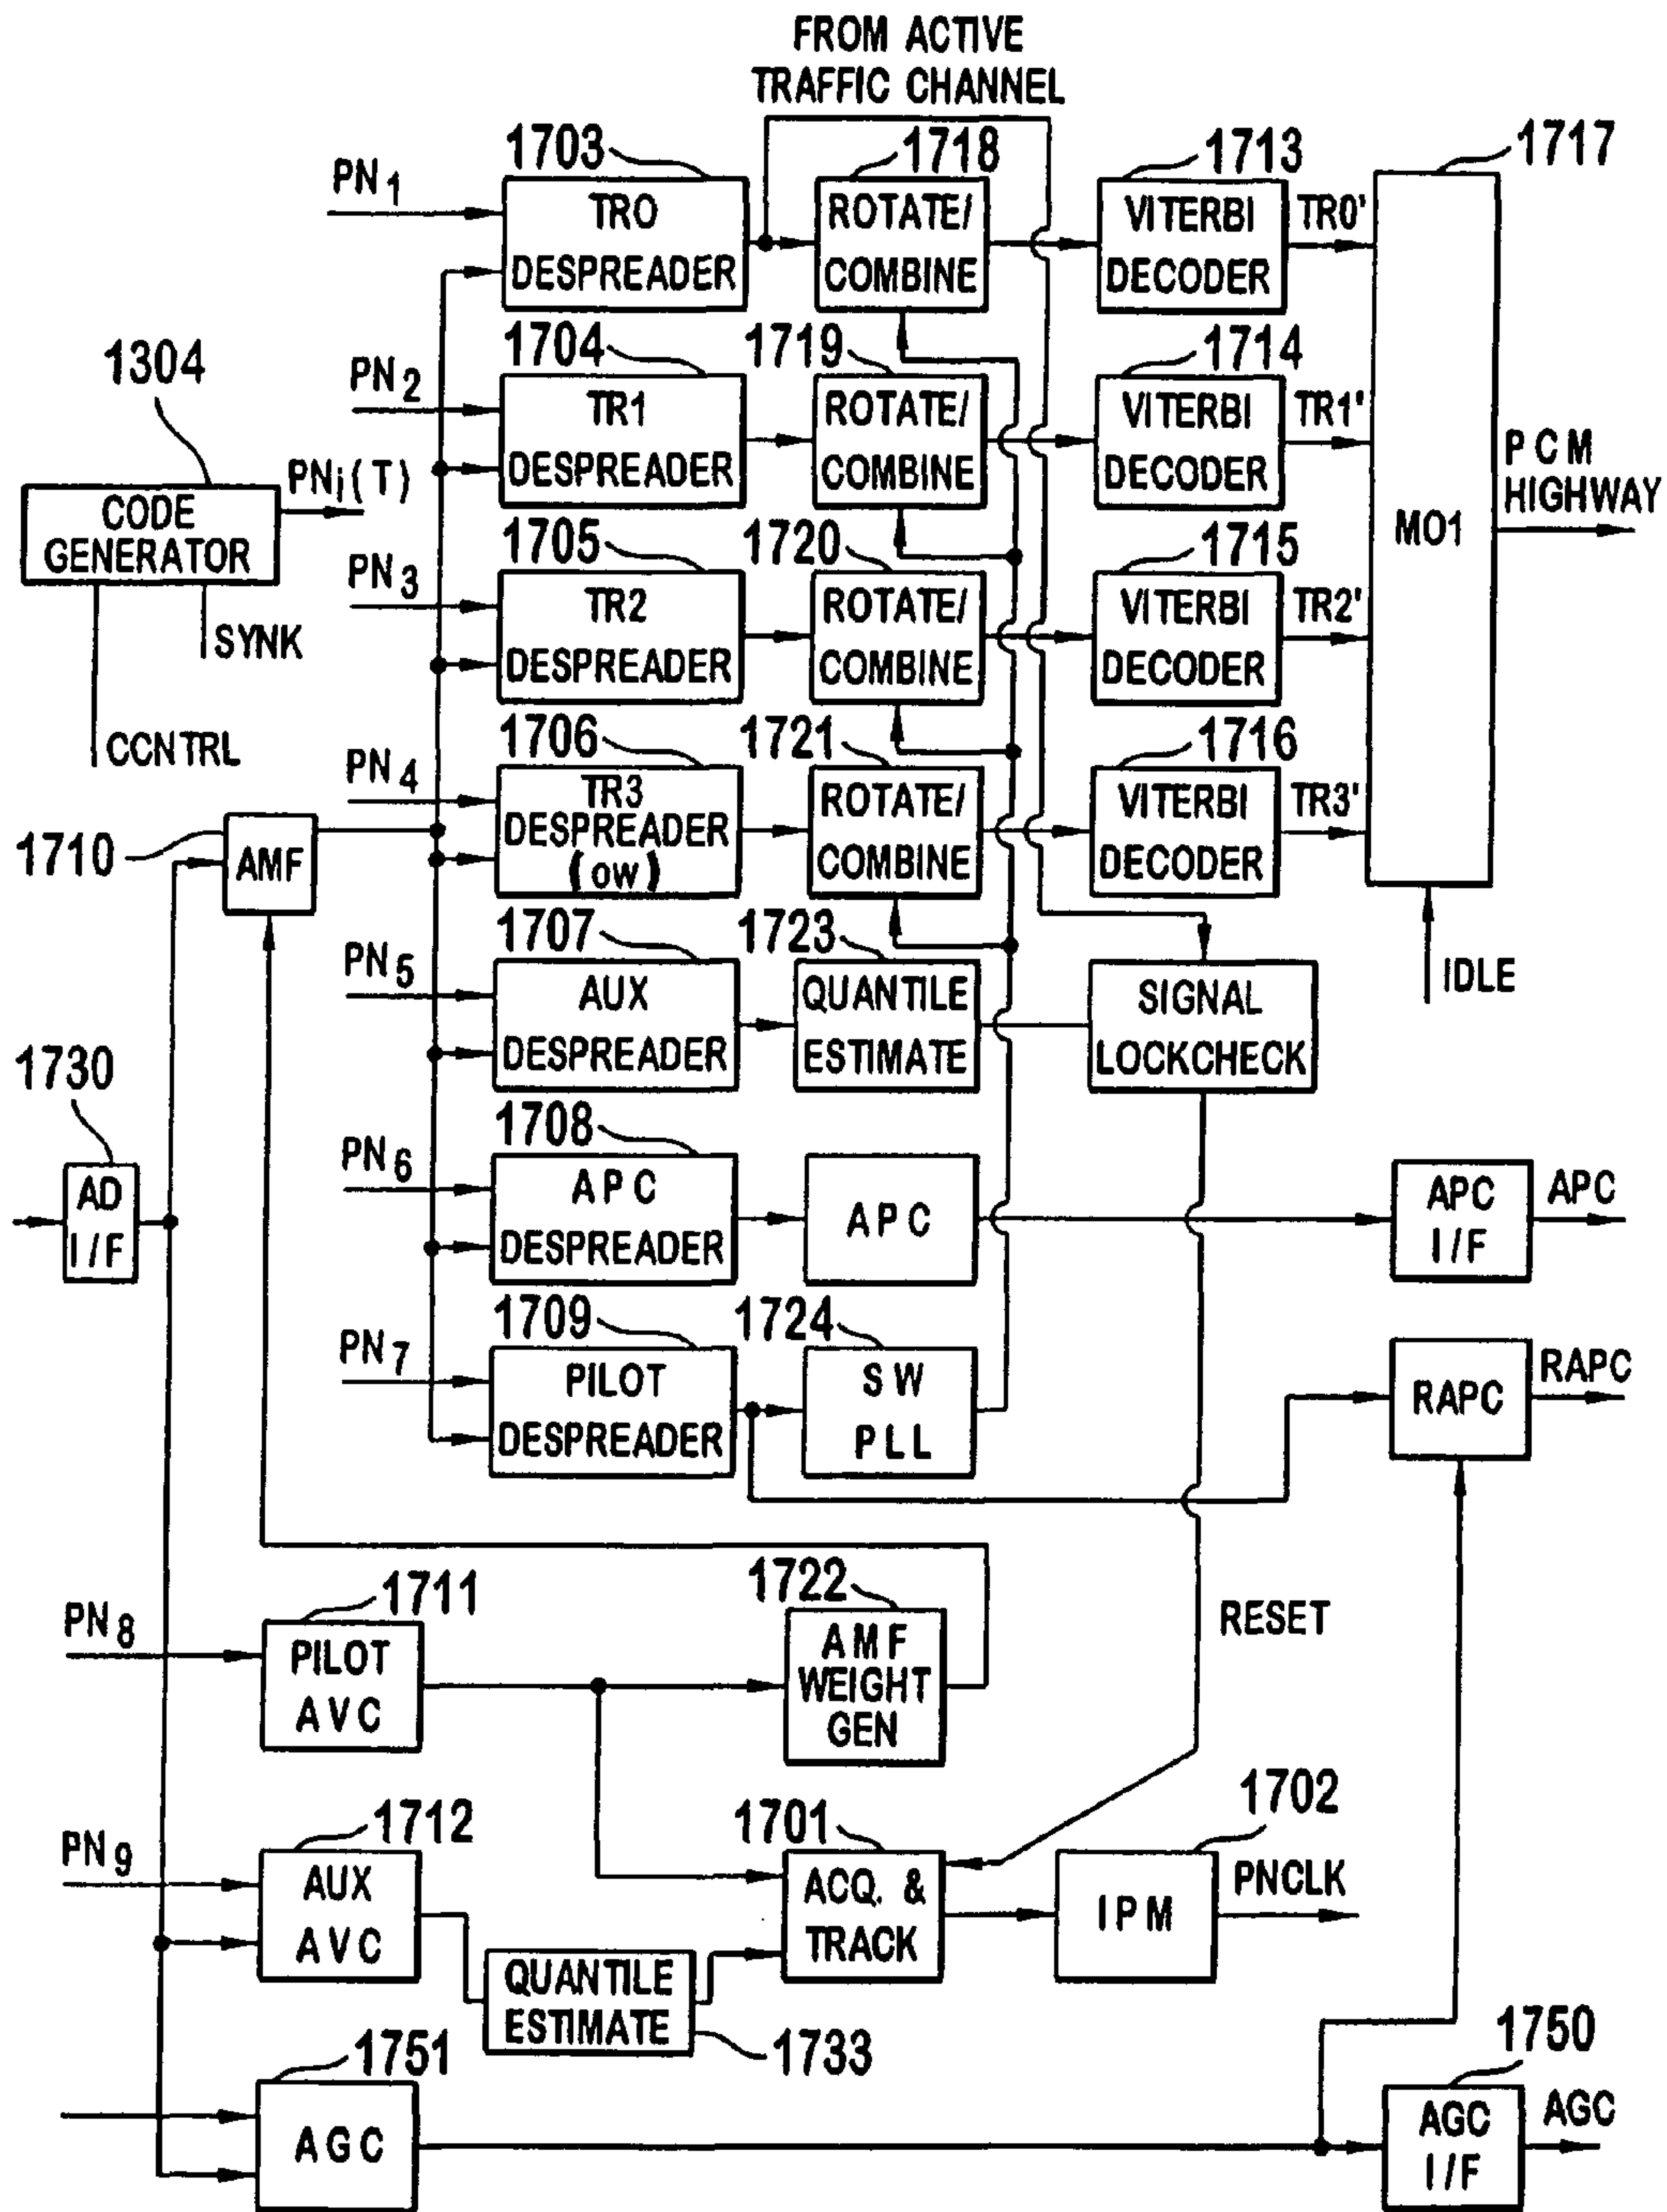 FROM ACTIVE
TRAFFIC CHANNEL
1703
1718
1713
1717
PN1
TRO
DESPREADER
ROTATE/
COMBINE
VITERBI
DECODER
TR0'
1304
1704
1719
1714
PN2
TR1
DESPREADER
ROTATE/
COMBINE
VITERBI
DECODER
TR1'
PCM
HIGHWAY
CODE
GENERATOR
PNi(T)
MO1
1705
1720
1715
PN3
TR2
DESPREADER
ROTATE/
COMBINE
VITERBI
DECODER
TR2'
SYNK
CCNTRL
1706
1721
1716
PN4
TR3
DESPREADER
(OW)
ROTATE/
COMBINE
VITERBI
DECODER
TR3'
1710
AMF
1707
1723
PN5
AUX
DESPREADER
QUANTILE
ESTIMATE
SIGNAL
LOCKCHECK
IDLE
1730
AD
I/F
1708
PN6
APC
DESPREADER
APC
APC
I/F
APC
1709
1724
PN7
PILOT
DESPREADER
SW
PLL
RAPC
RAPC
1711
1722
PN8
PILOT
AVC
AMF
WEIGHT
GEN
RESET
1712
1701
1702
PN9
AUX
AVC
ACQ. &
TRACK
IPM
PNCLK
QUANTILE
ESTIMATE
1733
1751
1750
AGC
AGC
I/F
AGC